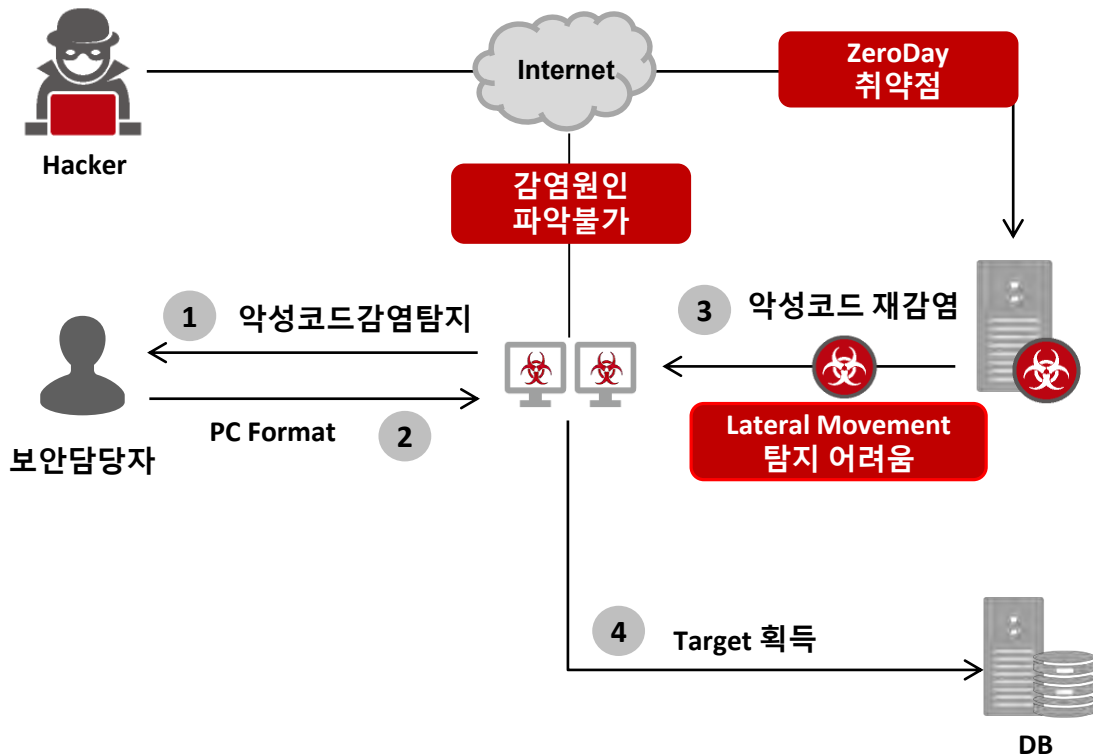 Internet
ZeroDay
취약점
Hacker
감염원인
파악불가
1
악성코드감염탐지
3
악성코드 재감염
PC Format
2
보안담당자
Lateral Movement
탐지 어려움
4
Target 획득
DB